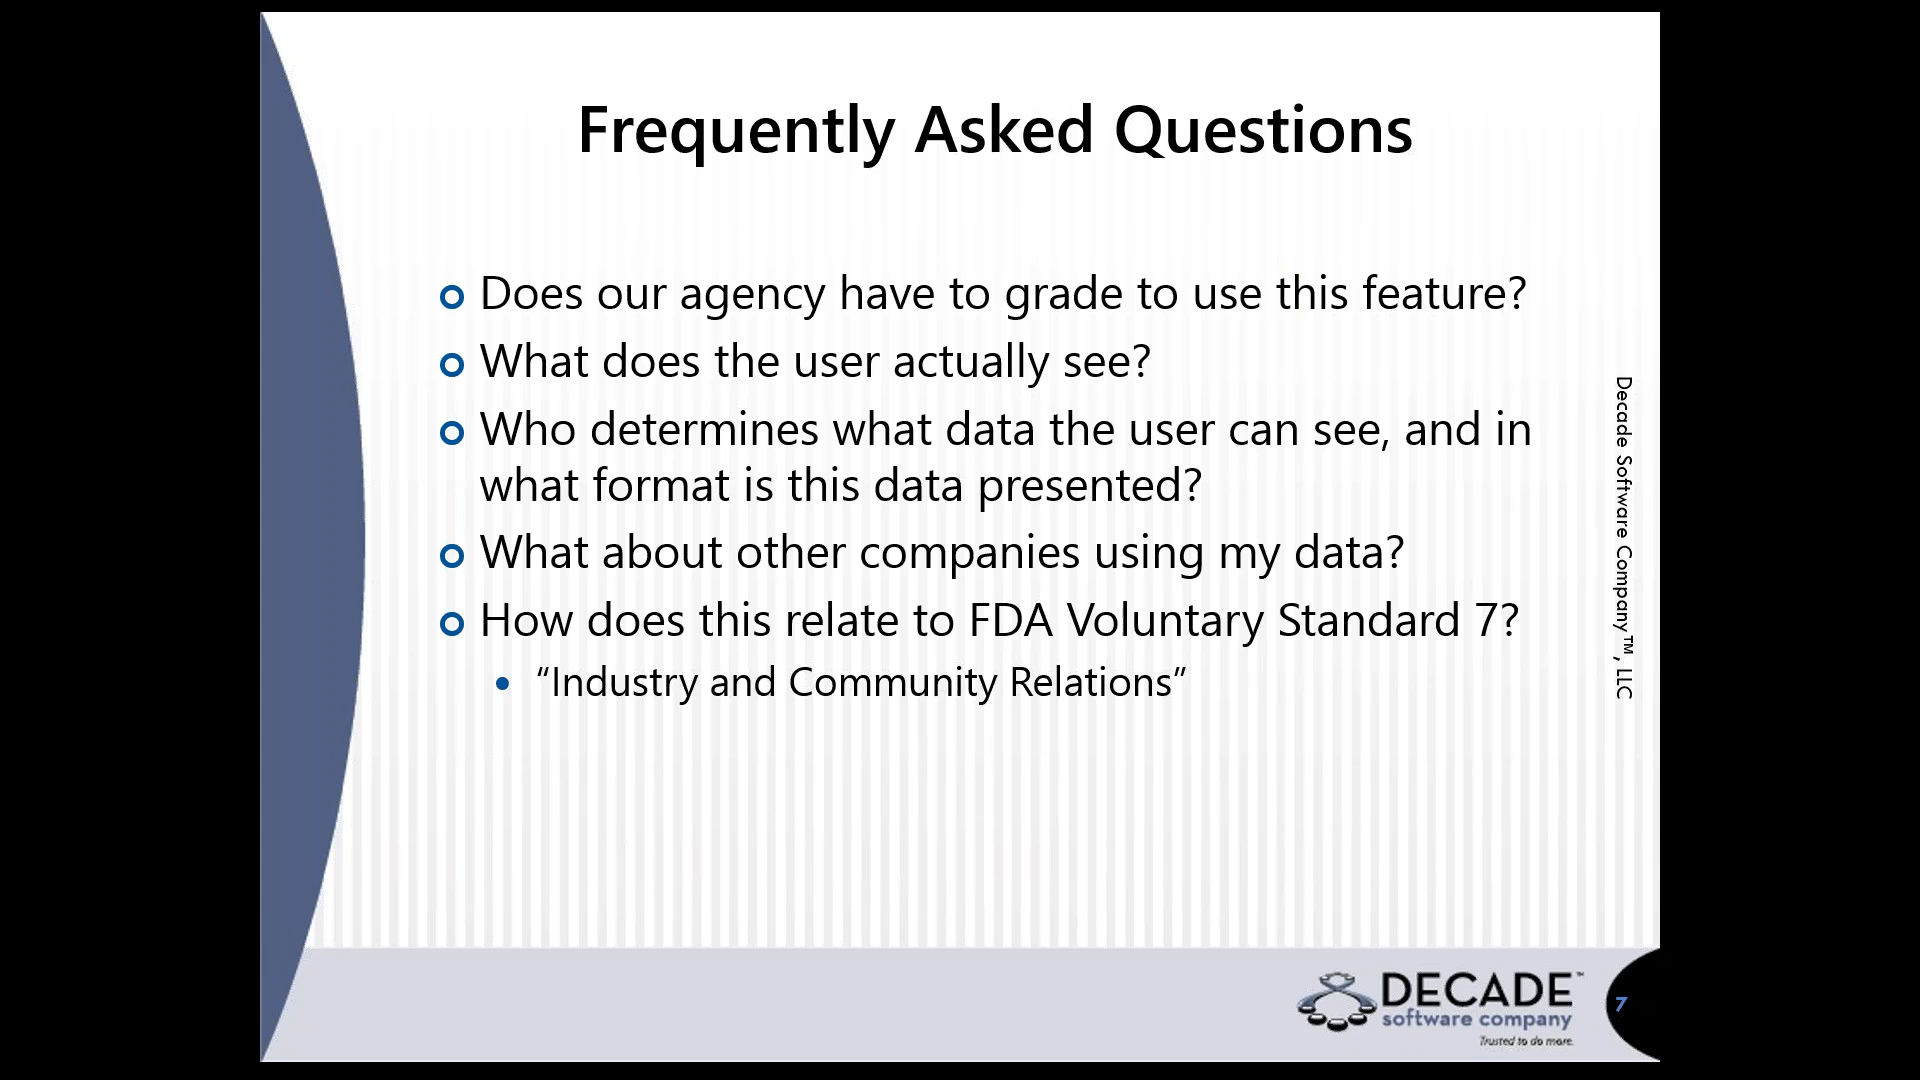 Frequently Asked Questions
Does our agency have to grade to use this feature?
What does the user actually see?
Who determines what data the user can see, and in
what format is this data presented?
What about other companies using my data?
How does this relate to FDA Voluntary Standard 7?
“Industry and Community Relations”
Decade Software Company™, LLC
DECADE™
software company
Trusted to do more.
7